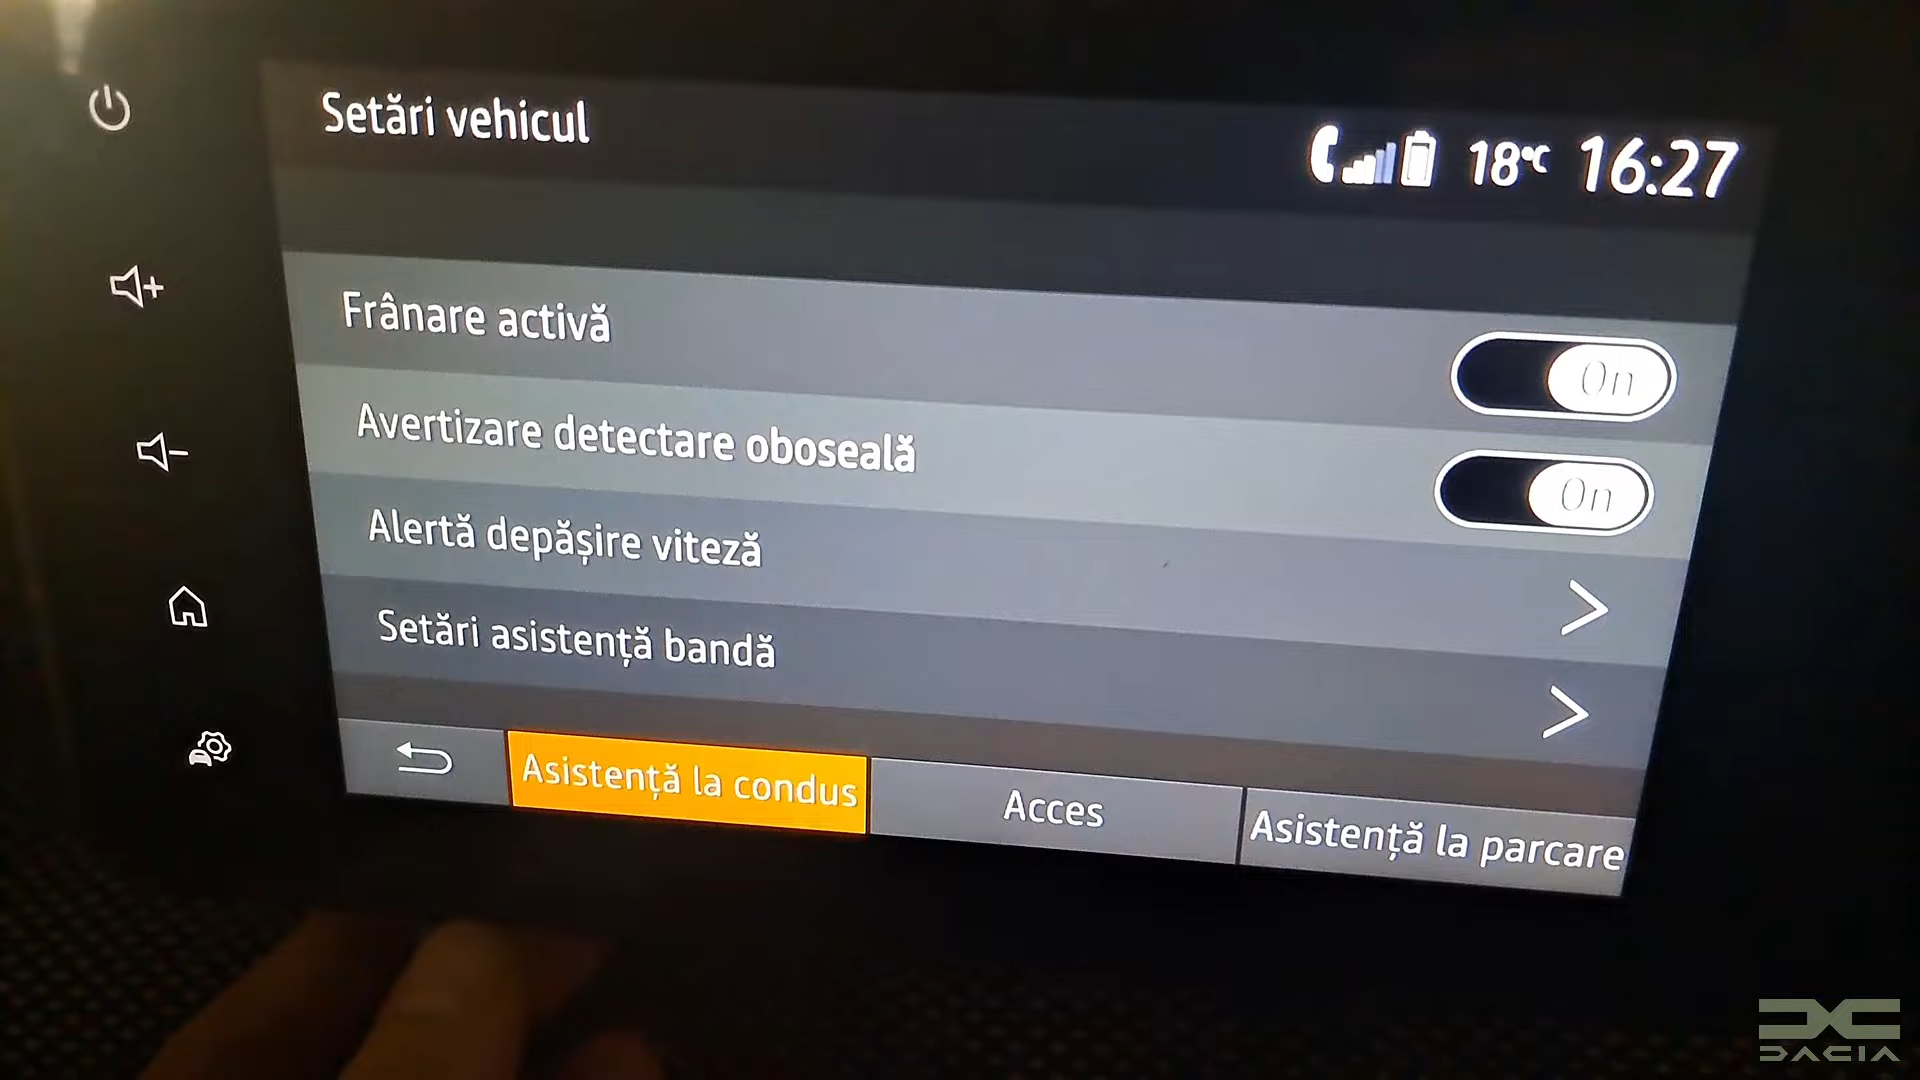 Setări vehicul
18°C 16:27
Frânare activă
On
Avertizare detectare oboseală
On
Alertă depășire viteză
Setări asistență bandă
Asistență la condus
Acces
Asistență la parcare
DACIA